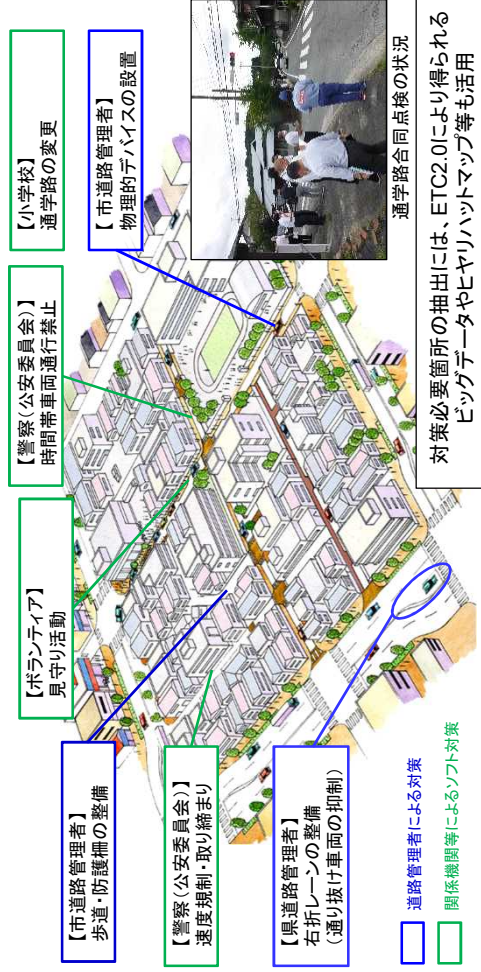 【小学校】
通学路の変更
【警察（公安委員会）】
時間帯車両通行禁止
【 市道路管理者】
物理的デバイスの設置
【ボランティア】
見守り活動
【市道路管理者】
歩道・防護柵の整備
【警察（公安委員会）】
速度規制・取り締まり
【県道路管理者】
右折レーンの整備
（通り抜け車両の抑制）
道路管理者による対策
関係機関等によるソフト対策
通学路合同点検の状況
対策必要箇所の抽出には、ETC2.0により得られる
ビッグデータやヒヤリハットマップ等も活用